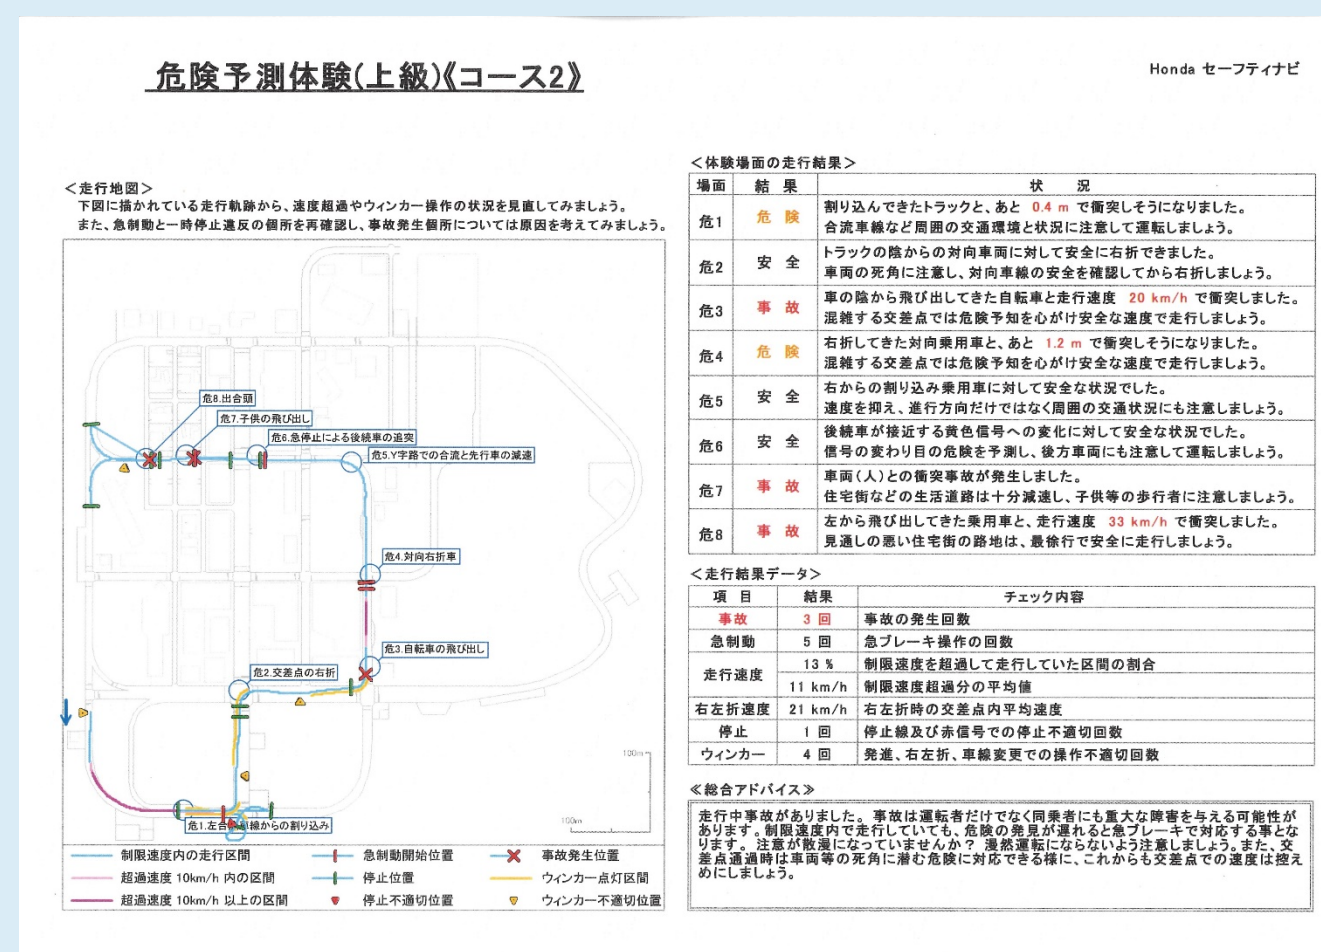 危険予測体験(上級)《コース2》
Honda セーフティナビ
＜走行地図＞
下図に描かれている走行軌跡から、速度超過やウィンカー操作の状況を見直してみましょう。
また、急制動と一時停止違反の個所を再確認し、事故発生個所については原因を考えてみましょう。
危8.出合頭
危7.子供の飛び出し
危6.急停止による後続車の追突
危5.Y字路での合流と先行車の減速
危4.対向右折車
危3.自転車の飛び出し
危2.交差点の右折
危1.左合 線からの割り込み
100m
100m
制限速度内の走行区間
急制動開始位置
事故発生位置
超過速度 10km/h 内の区間
停止位置
ウィンカー点灯区間
超過速度 10km/h 以上の区間
停止不適切位置
ウィンカー不適切位置
＜体験場面の走行結果＞
場面 結 果 状 況
危1 危 険 割り込んできたトラックと、あと 0.4 m で衝突しそうになりました。
合流車線など周囲の交通環境と状況に注意して運転しましょう。
危2 安 全 トラックの陰からの対向車両に対して安全に右折できました。
車両の死角に注意し、対向車線の安全を確認してから右折しましょう。
危3 事 故 車の陰から飛び出してきた自転車と走行速度 20 km/h で衝突しました。
混雑する交差点では危険予知を心がけ安全な速度で走行しましょう。
危4 危 険 右折してきた対向乗用車と、あと 1.2 m で衝突しそうになりました。
混雑する交差点では危険予知を心がけ安全な速度で走行しましょう。
危5 安 全 右からの割り込み乗用車に対して安全な状況でした。
速度を抑え、進行方向だけではなく周囲の交通状況にも注意しましょう。
危6 安 全 後続車が接近する黄色信号への変化に対して安全な状況でした。
信号の変わり目の危険を予測し、後方車両にも注意して運転しましょう。
危7 事 故 車両(人)との衝突事故が発生しました。
住宅街などの生活道路は十分減速し、子供等の歩行者に注意しましょう。
危8 事 故 左から飛び出してきた乗用車と、走行速度 33 km/h で衝突しました。
見通しの悪い住宅街の路地は、最徐行で安全に走行しましょう。
＜走行結果データ＞
項 目 結果 チェック内容
事故 3 回 事故の発生回数
急制動 5 回 急ブレーキ操作の回数
走行速度 13 % 制限速度を超過して走行していた区間の割合
11 km/h 制限速度超過分の平均値
右左折速度 21 km/h 右左折時の交差点内平均速度
停止 1 回 停止線及び赤信号での停止不適切回数
ウィンカー 4 回 発進、右左折、車線変更での操作不適切回数
≪総合アドバイス≫
走行中事故がありました。 事故は運転者だけでなく同乗者にも重大な障害を与える可能性が
あります。制限速度内で走行していても、危険の発見が遅れると急ブレーキで対応する事とな
ります。 注意が散漫になっていませんか？ 漫然運転にならないよう注意しましょう。また、交
差点通過時は車両等の死角に潜む危険に対応できる様に、これからも交差点での速度は控え
めにしましょう。